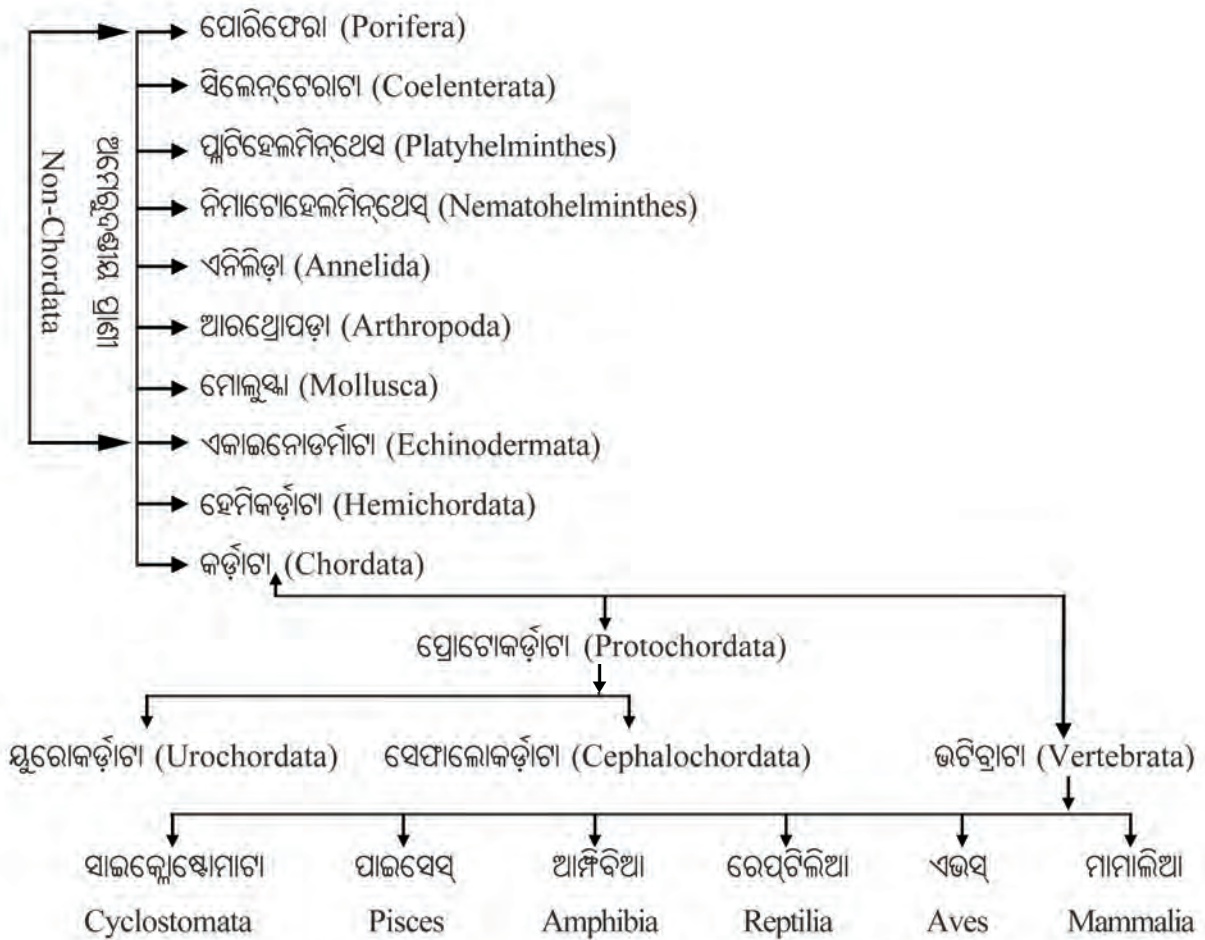 ପୋରିଫେରା (Porifera)
ସିଲେନ୍‌ଟେରାଟା (Coelenterata)
ପ୍ଲାଟିହେଲମିନ୍‌ଥେସ (Platyhelminthes)
ନିମାଟୋହେଲମିନ୍‌ଥେସ୍ (Nematohelminthes)
ଏନିଲିଡ଼ା (Annelida)
ଆରଥ୍ରୋପଡ଼ା (Arthropoda)
ମୋଲୁସ୍କା (Mollusca)
ଏକାଇନୋଡର୍ମାଟା (Echinodermata)
ହେମିକର୍ଡ଼ାଟା (Hemichordata)
କର୍ଡ଼ାଟା (Chordata)
ଅମେରୁଦଣ୍ଡୀୟ ପ୍ରାଣୀ
Non-Chordata
ପ୍ରୋଟୋକର୍ଡ଼ାଟା (Protochordata)
ୟୁରୋକର୍ଡ଼ାଟା (Urochordata) ସେଫାଲୋକର୍ଡ଼ାଟା (Cephalochordata) ଭର୍ଟିବ୍ରାଟା (Vertebrata)
ସାଇକ୍ଲୋଷ୍ଟୋମାଟା ପାଇସେସ୍ ଆମ୍ଫିବିଆ ରେପ୍‌ଟିଲିଆ ଏଭସ୍ ମାମାଲିଆ
Cyclostomata Pisces Amphibia Reptilia Aves Mammalia